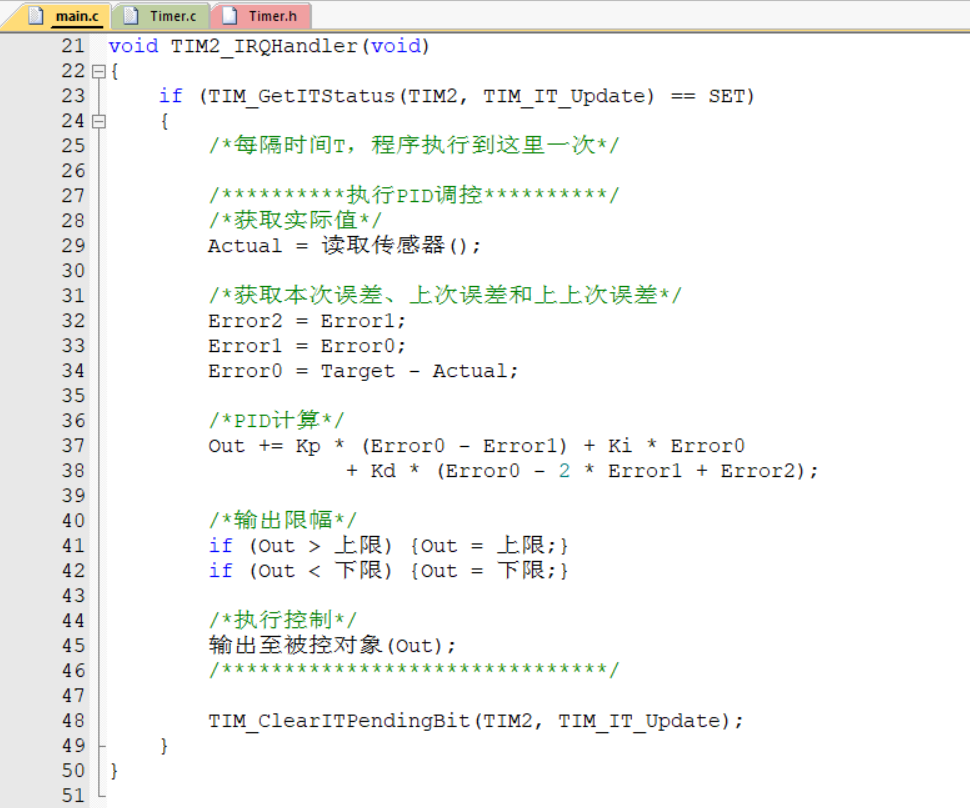 main.c Timer.c Timer.h
21 void TIM2_IRQHandler(void)
22 {
23 if (TIM_GetITStatus(TIM2, TIM_IT_Update) == SET)
24 {
25 /*每隔时间T，程序执行到这里一次*/
26
27 /**********执行PID调控**********/
28 /*获取实际值*/
29 Actual = 读取传感器();
30
31 /*获取本次误差、上次误差和上上次误差*/
32 Error2 = Error1;
33 Error1 = Error0;
34 Error0 = Target - Actual;
35
36 /*PID计算*/
37 Out += Kp * (Error0 - Error1) + Ki * Error0
38 + Kd * (Error0 - 2 * Error1 + Error2);
39
40 /*输出限幅*/
41 if (Out > 上限) {Out = 上限;}
42 if (Out < 下限) {Out = 下限;}
43
44 /*执行控制*/
45 输出至被控对象(Out);
46 /*******************************/
47
48 TIM_ClearITPendingBit(TIM2, TIM_IT_Update);
49 }
50 }
51